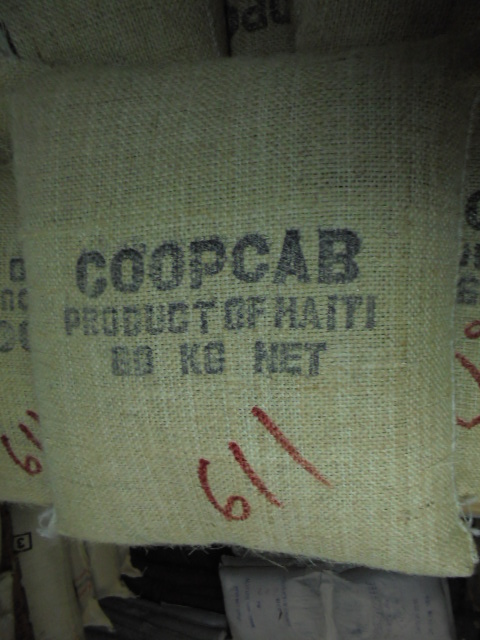 COOPCAB
PRODUCT OF HAITI
60 KG NET
611